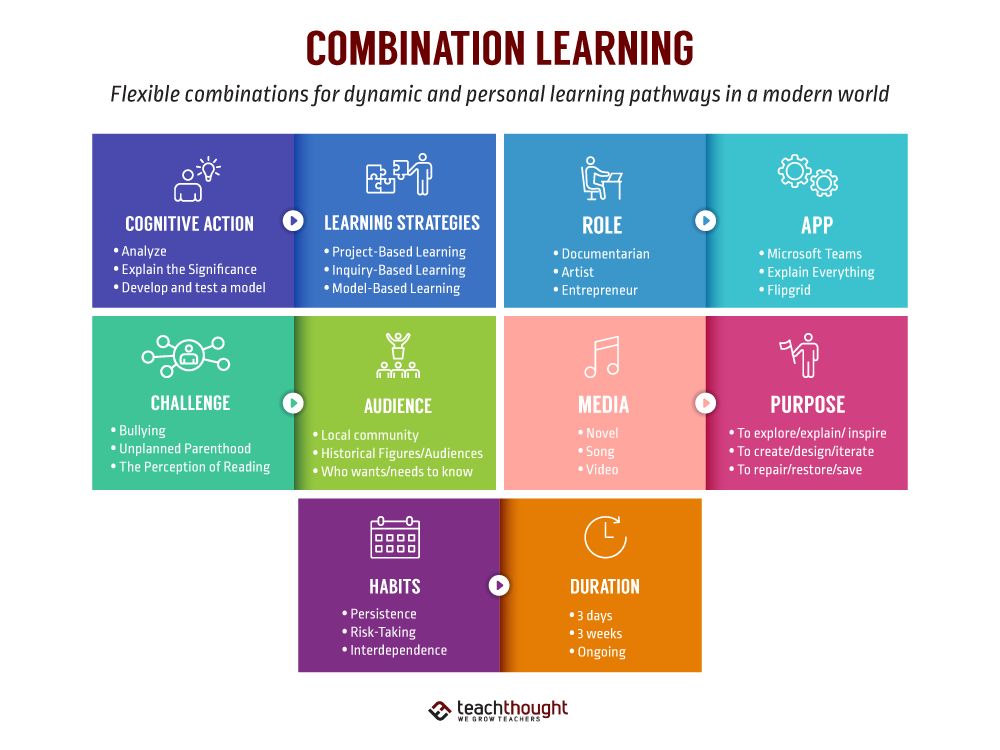 COMBINATION LEARNING
Flexible combinations for dynamic and personal learning pathways in a modern world
COGNITIVE ACTION
• Analyze
• Explain the Significance
• Develop and test a model
LEARNING STRATEGIES
• Project-Based Learning
• Inquiry-Based Learning
• Model-Based Learning
ROLE
• Documentarian
• Artist
• Entrepreneur
APP
• Microsoft Teams
• Explain Everything
• Flipgrid
CHALLENGE
• Bullying
• Unplanned Parenthood
• The Perception of Reading
AUDIENCE
• Local community
• Historical Figures/Audiences
• Who wants/needs to know
MEDIA
• Novel
• Song
• Video
PURPOSE
• To explore/explain/ inspire
• To create/design/iterate
• To repair/restore/save
HABITS
• Persistence
• Risk-Taking
• Interdependence
DURATION
• 3 days
• 3 weeks
• Ongoing
teachthought
WE GROW TEACHERS